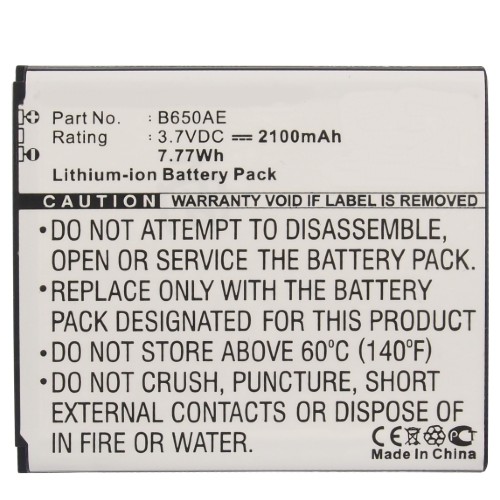 Part No. : B650AE
Rating : 3.7VDC 2100mAh
7.77Wh
Lithium-ion Battery Pack
CAUTION WARRANTY VOID IF LABEL IS REMOVED
•DO NOT ATTEMPT TO DISASSEMBLE,
OPEN OR SERVICE THE BATTERY PACK.
•REPLACE ONLY WITH THE BATTERY
PACK DESIGNATED FOR THIS PRODUCT
•DO NOT STORE ABOVE 60°C (140°F)
•DO NOT CRUSH, PUNCTURE, SHORT
EXTERNAL CONTACTS OR DISPOSE OF
IN FIRE OR WATER.
Made in China